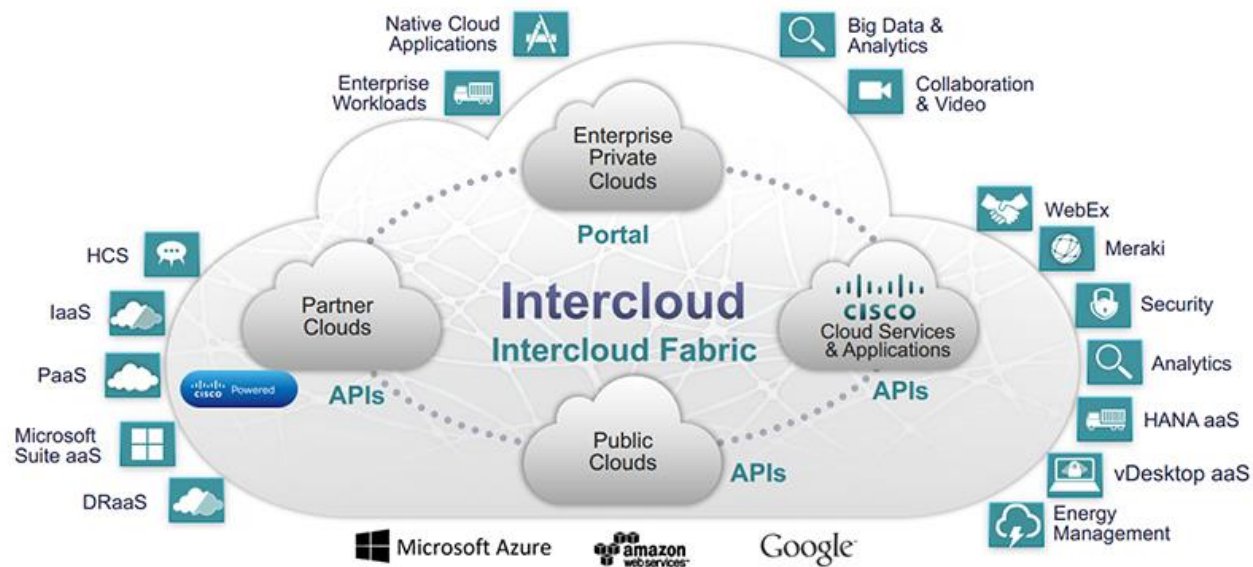 Native Cloud
Applications
Big Data &
Analytics
Enterprise
Workloads
Collaboration
& Video
Enterprise
Private
Clouds
Portal
WebEx
Meraki
HCS
Partner
Clouds
Intercloud
Intercloud Fabric
CISCO
Cloud Services
& Applications
IaaS
Security
PaaS
CISCO Powered
APIs
APIs
Analytics
Microsoft
Suite aaS
Public
Clouds
APIs
HANA aaS
DRaaS
vDesktop aaS
Energy
Management
Microsoft Azure
amazon
web services™
Google™